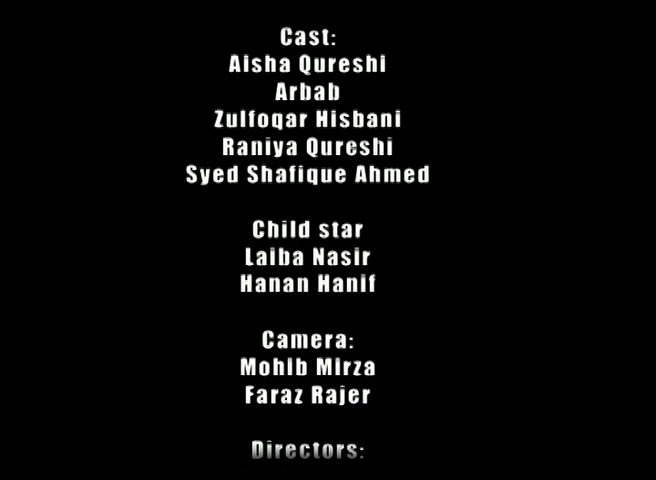 Cast:
Aisha Qureshi
Arbab
Zulfoqar Hisbani
Raniya Qureshi
Syed Shafique Ahmed
Child star
Laiba Nasir
Hanan Hanif
Camera:
Mohib Mirza
Faraz Rajer
Directors: